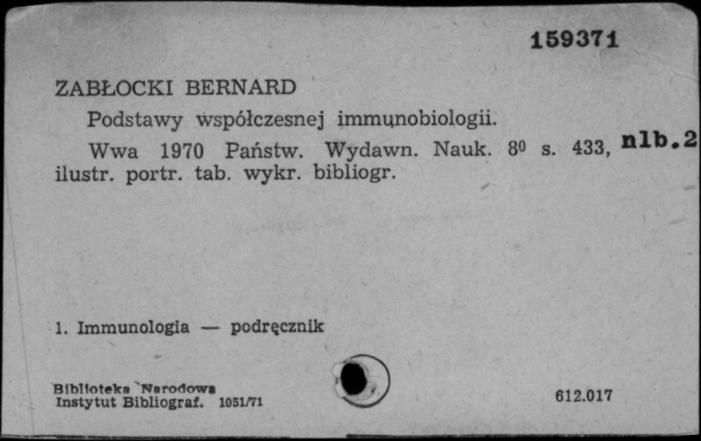 159371
ZABŁOCKI BERNARD
Podstawy współczesnej immunobiologii.
Wwa 1970 Państw. Wydawn. Nauk. 8⁰ s. 433, nlb.2
ilustr. portr. tab. wykr. bibliogr.
1. Immunologia — podręcznik
Biblioteka Narodowa
Instytut Bibliograf. 1051/71
612.017